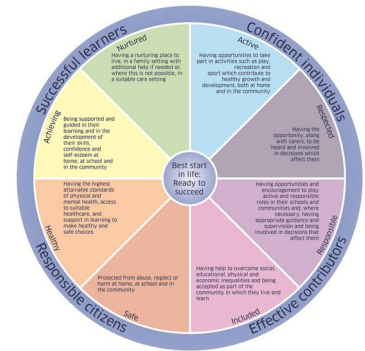 Successful learners
Confident individuals
Nurtured
Having a nurturing place to
live, in a family setting
with additional help if needed or,
where this is not possible, in
a suitable care setting
Active
Having opportunities to take
part in activities such as play,
recreation and
sport which contribute to
healthy growth and
development, both at home
and in the community
Achieving
Being supported and
guided in their
learning and in the
development of
their skills,
confidence and
self-esteem at
home, at school and
in the community
Respected
Having the
opportunity, along
with carers, to be
heard and involved
in decisions which
affect them
Best start
in life:
Ready to
succeed
Healthy
Having the highest
attainable standards
of physical and
mental health, access
to suitable
healthcare, and
support in learning to
make healthy and
safe choices
Responsible
Having opportunities and
encouragement to play
active and responsible
roles in their schools and
communities and, where
necessary, having
appropriate guidance and
supervision and being
involved in decisions that
affect them
Safe
Protected from abuse, neglect or
harm at home, at school and in
the community
Included
Having help to overcome social,
educational, physical and
economic inequalities and being
accepted as part of the
community in which they live and
learn
Responsible citizens
Effective contributors